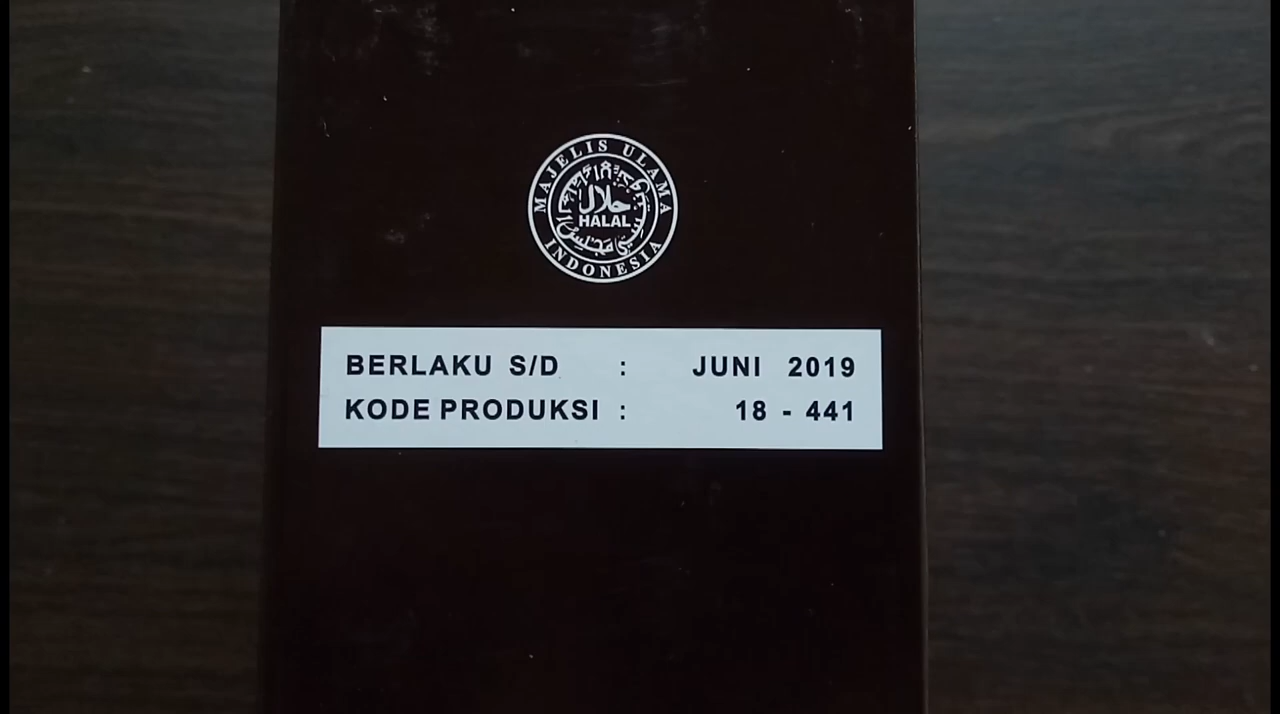 MAJELIS ULAMA
حلال
HALAL
INDONESIA
BERLAKU S/D : JUNI 2019
KODE PRODUKSI : 18 - 441